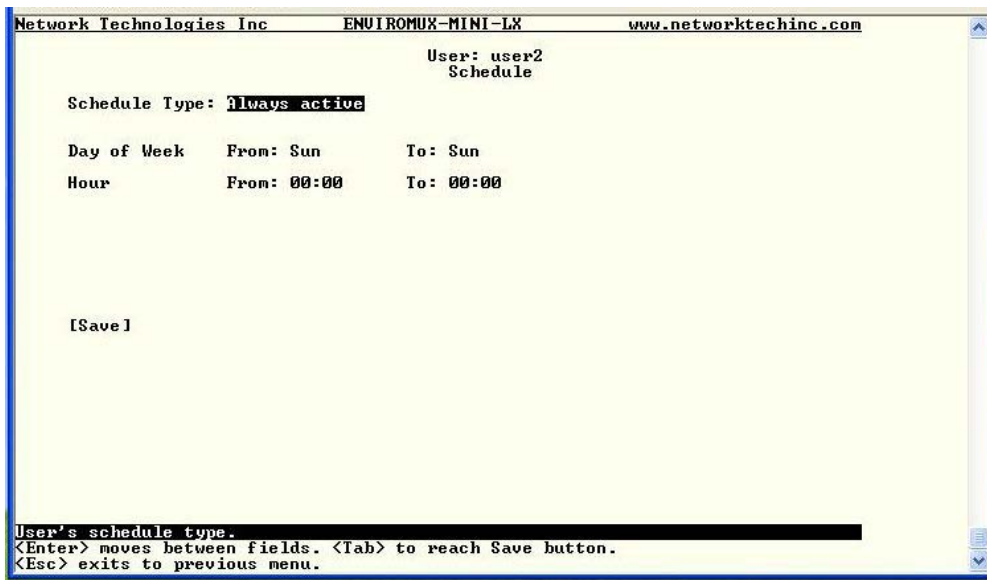 Network Technologies Inc ENVIROMUX-MINI-LX www.networktechinc.com
User: user2
Schedule
Schedule Type: Always active
Day of Week From: Sun To: Sun
Hour From: 00:00 To: 00:00
[Save]
User's schedule type.
<Enter> moves between fields. <Tab> to reach Save button.
<Esc> exits to previous menu.